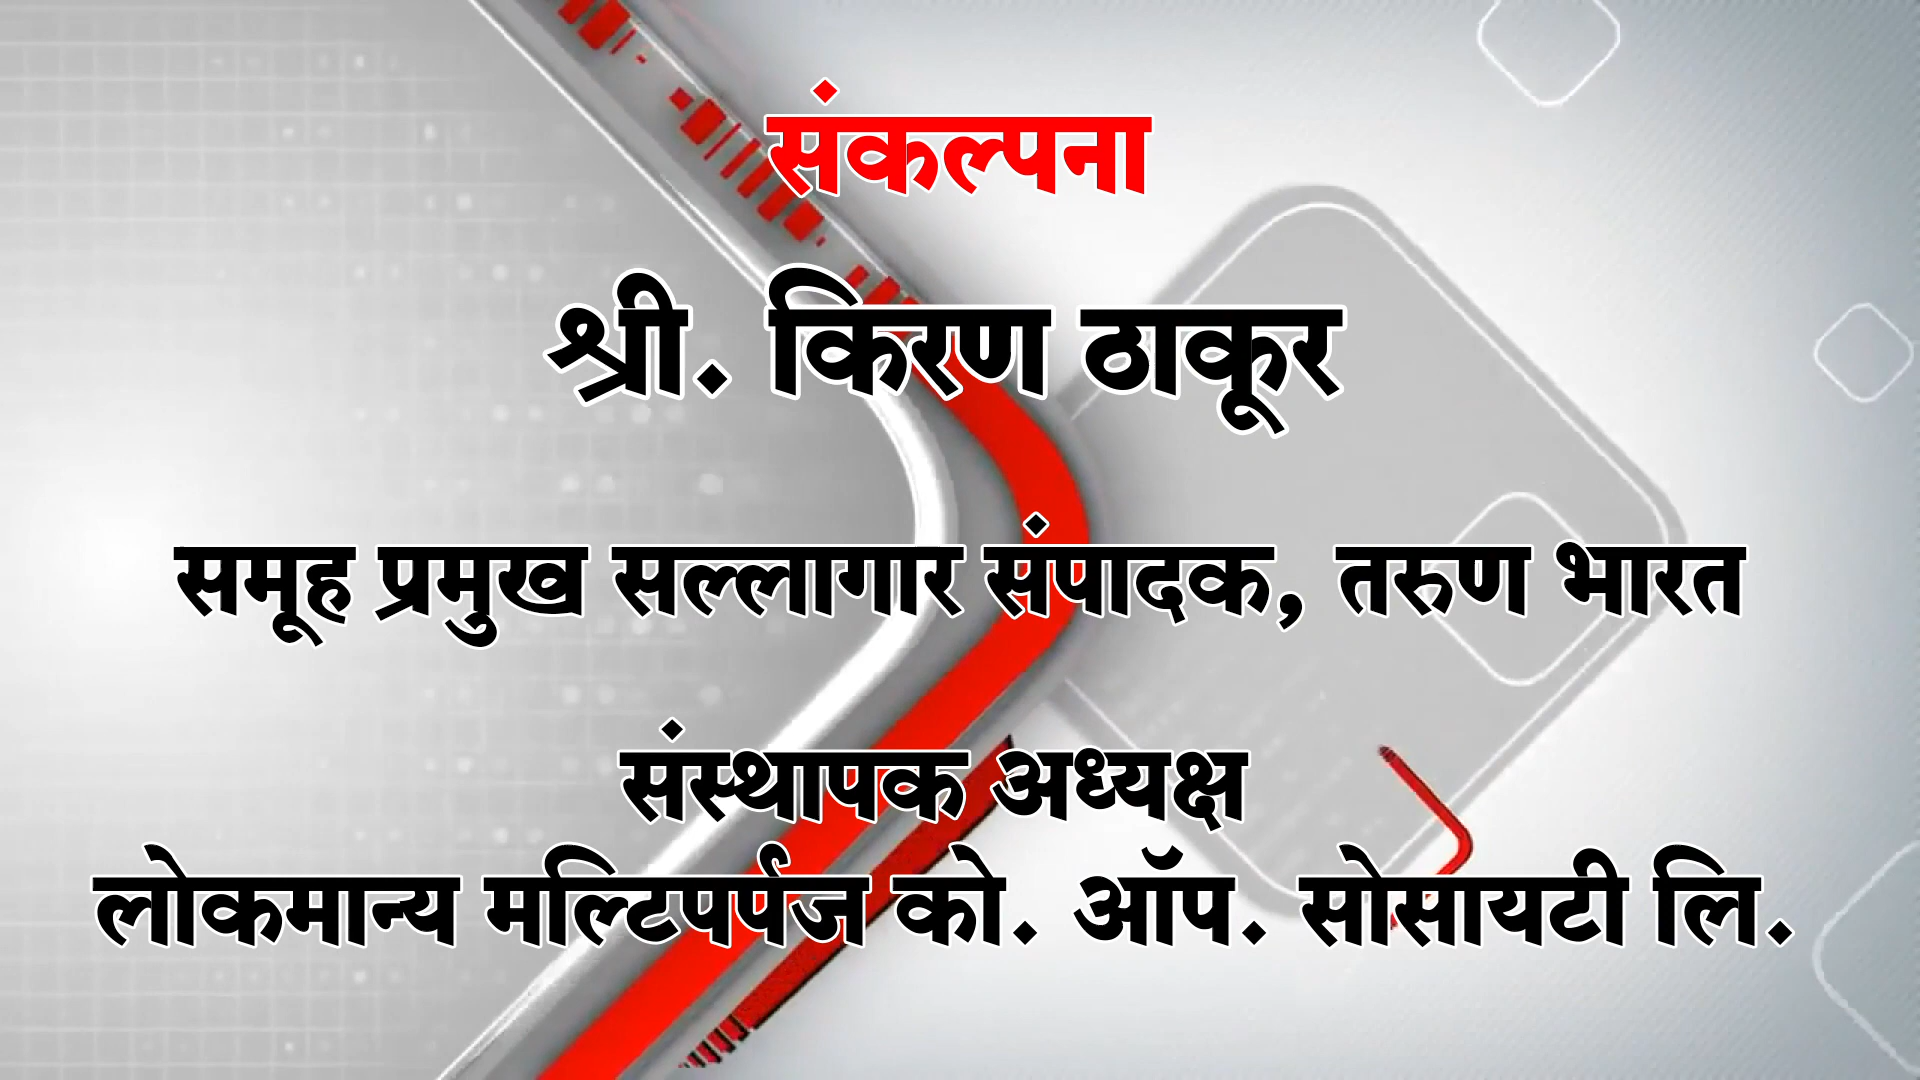 संकल्पना
श्री. किरण ठाकूर
समूह प्रमुख सल्लागार संपादक, तरुण भारत
संस्थापक अध्यक्ष
लोकमान्य मल्टिपर्पज को. ऑप. सोसायटी लि.